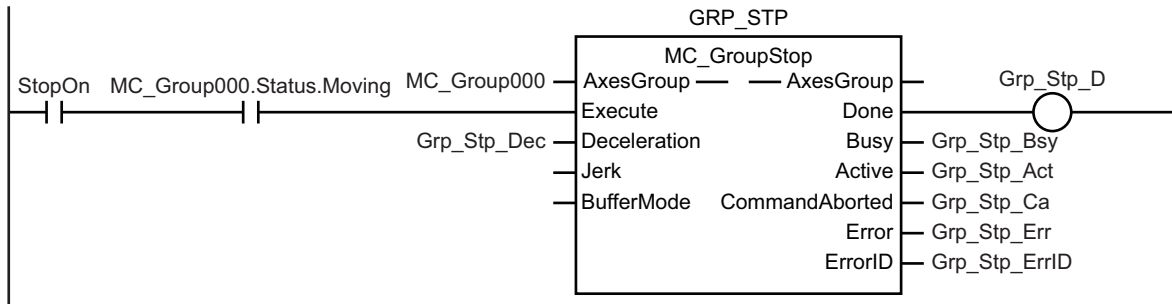 GRP_STP
MC_GroupStop
StopOn MC_Group000.Status.Moving MC_Group000 AxesGroup AxesGroup Grp_Stp_D
Execute Done
Grp_Stp_Dec Deceleration Busy Grp_Stp_Bsy
Jerk Active Grp_Stp_Act
BufferMode CommandAborted Grp_Stp_Ca
Error Grp_Stp_Err
ErrorID Grp_Stp_ErrID